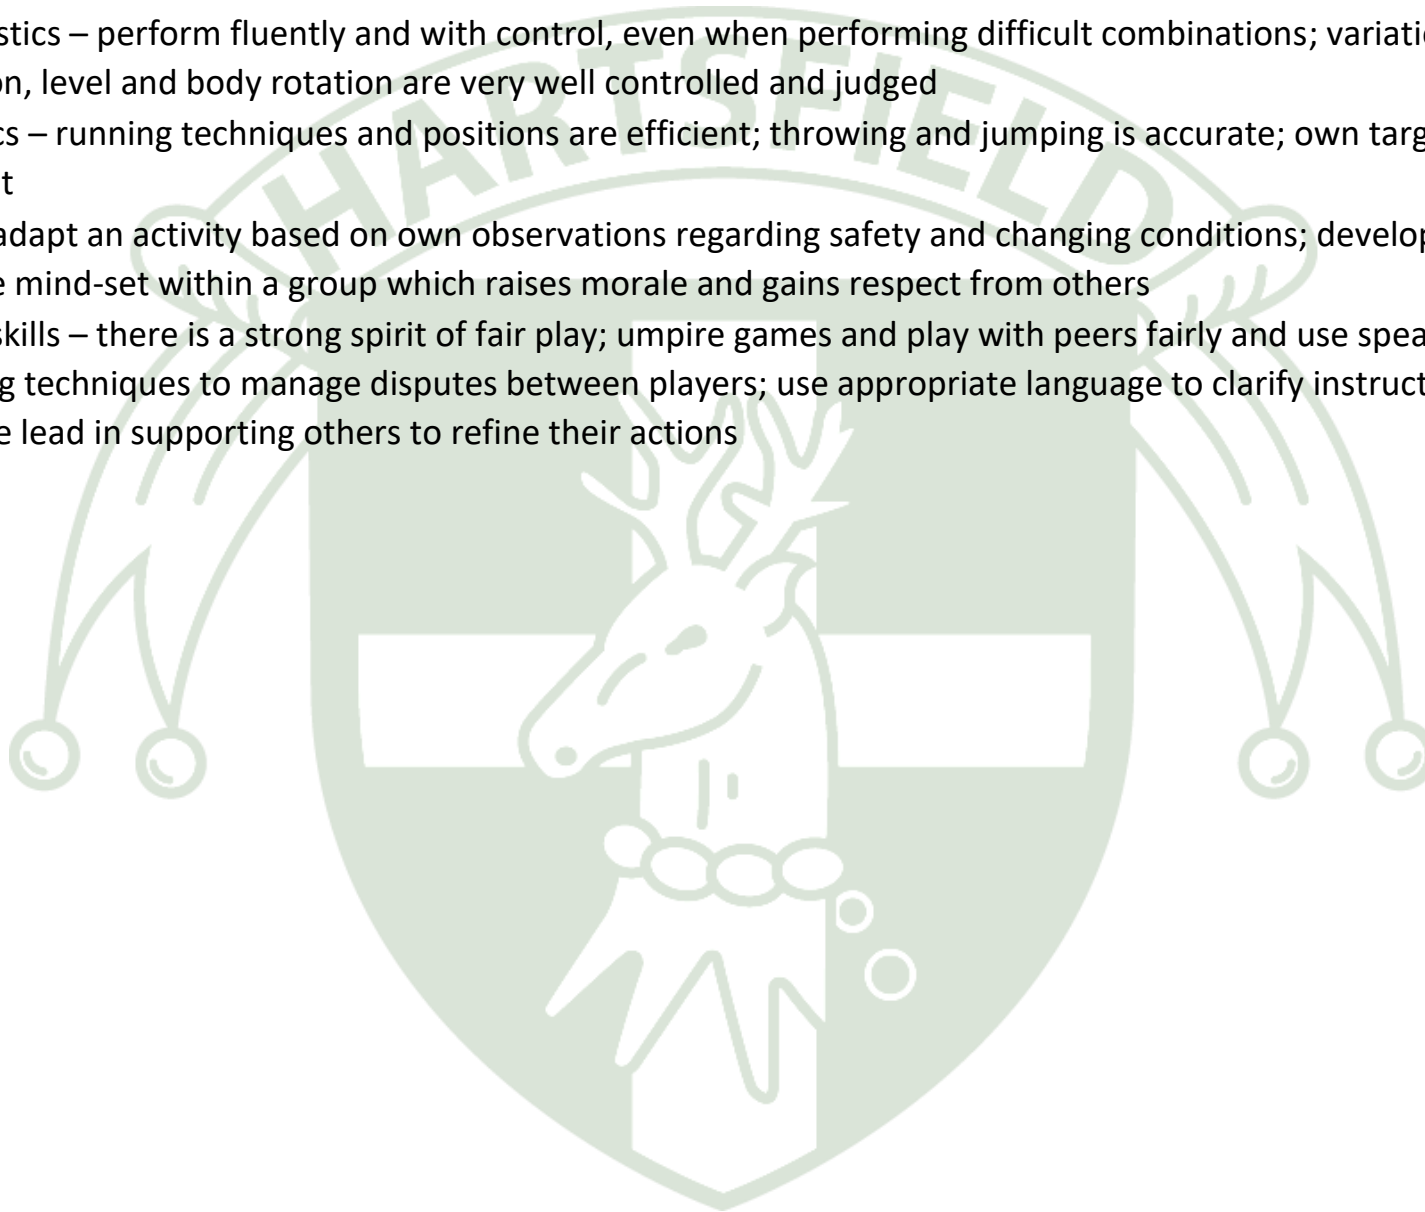 stics – perform fluently and with control, even when performing difficult combinations; variati
on, level and body rotation are very well controlled and judged
cs – running techniques and positions are efficient; throwing and jumping is accurate; own targ
t
adapt an activity based on own observations regarding safety and changing conditions; develop
e mind-set within a group which raises morale and gains respect from others
skills – there is a strong spirit of fair play; umpire games and play with peers fairly and use spea
g techniques to manage disputes between players; use appropriate language to clarify instruct
e lead in supporting others to refine their actions
HARTSFIELD